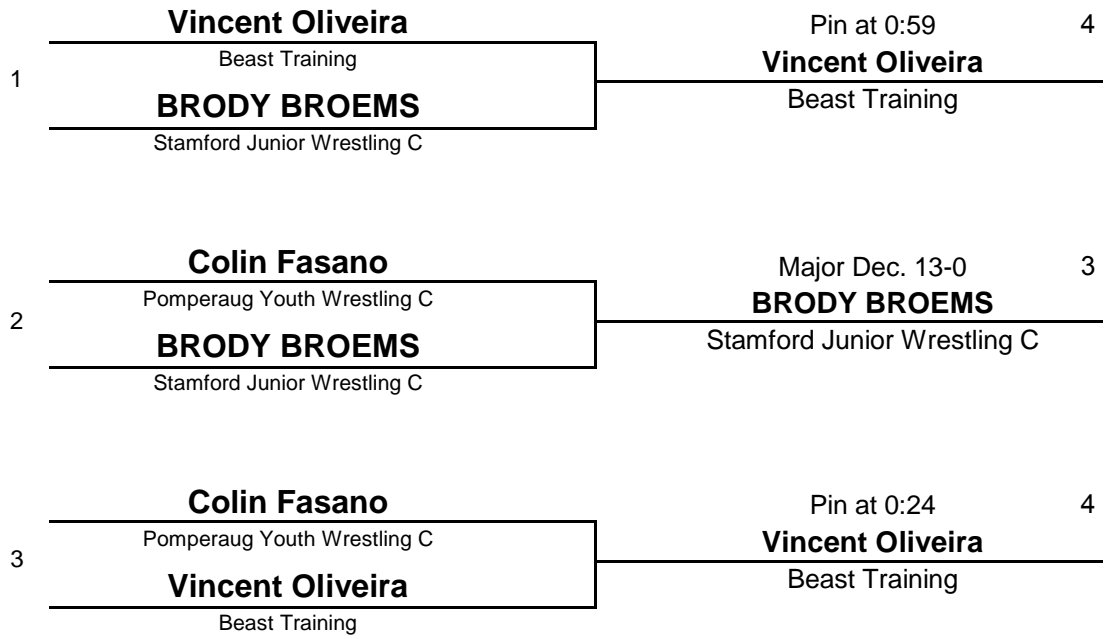 Vincent Oliveira
Beast Training
1
BRODY BROEMS
Stamford Junior Wrestling C
Pin at 0:59 4
Vincent Oliveira
Beast Training
Colin Fasano
Pomperaug Youth Wrestling C
2
BRODY BROEMS
Stamford Junior Wrestling C
Major Dec. 13-0 3
BRODY BROEMS
Stamford Junior Wrestling C
Colin Fasano
Pomperaug Youth Wrestling C
3
Vincent Oliveira
Beast Training
Pin at 0:24 4
Vincent Oliveira
Beast Training